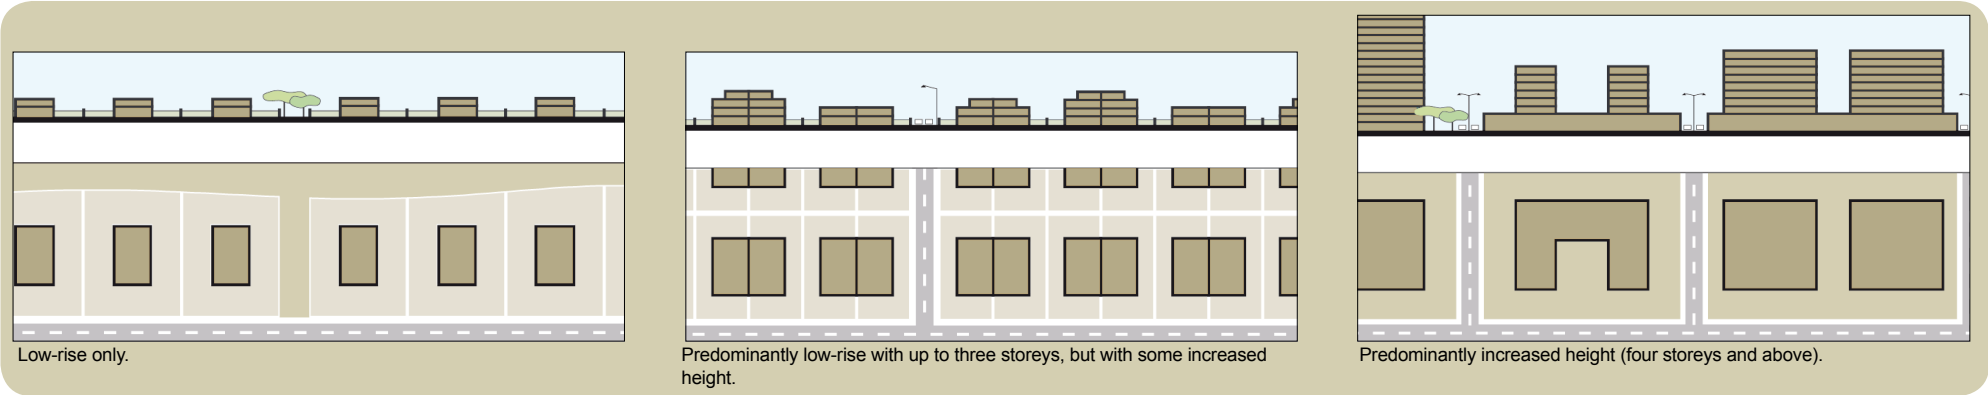 Low-rise only.
Predominantly low-rise with up to three storeys, but with some increased
height.
Predominantly increased height (four storeys and above).